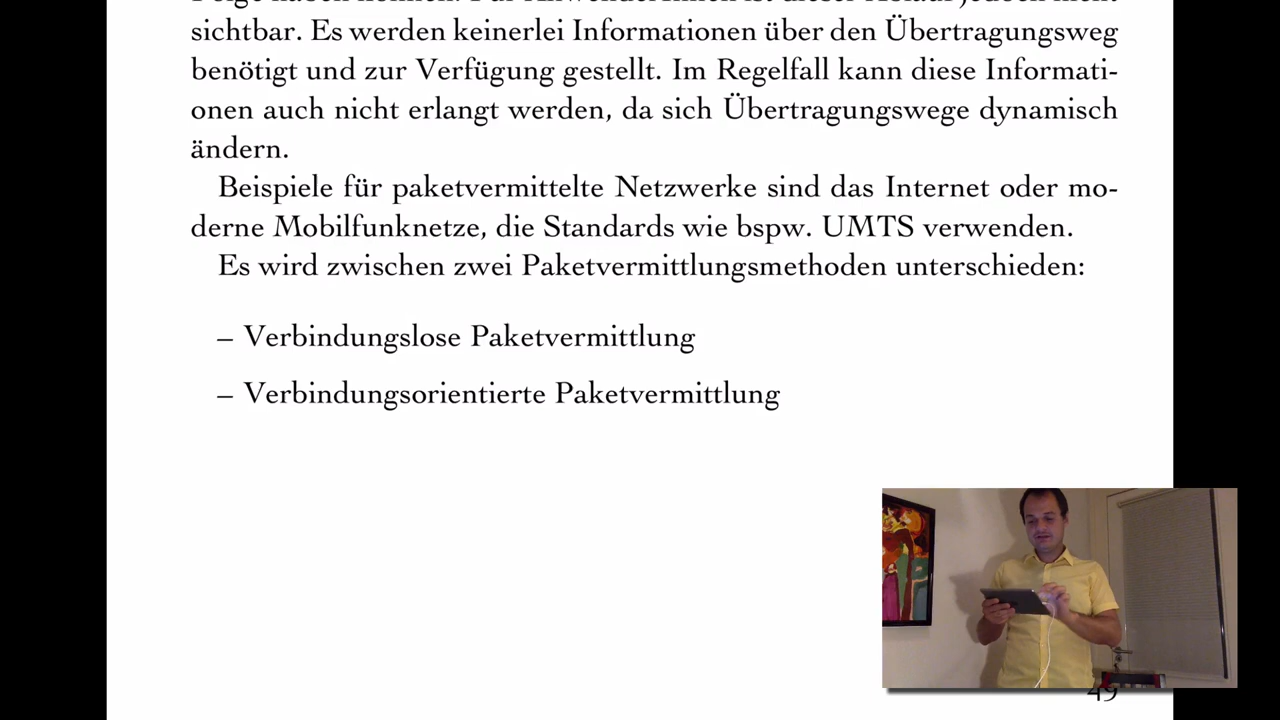 sichtbar. Es werden keinerlei Informationen über den Übertragungsweg
benötigt und zur Verfügung gestellt. Im Regelfall kann diese Informati-
onen auch nicht erlangt werden, da sich Übertragungswege dynamisch
ändern.
Beispiele für paketvermittelte Netzwerke sind das Internet oder mo-
derne Mobilfunknetze, die Standards wie bspw. UMTS verwenden.
Es wird zwischen zwei Paketvermittlungsmethoden unterschieden:
– Verbindungslose Paketvermittlung
– Verbindungsorientierte Paketvermittlung
49